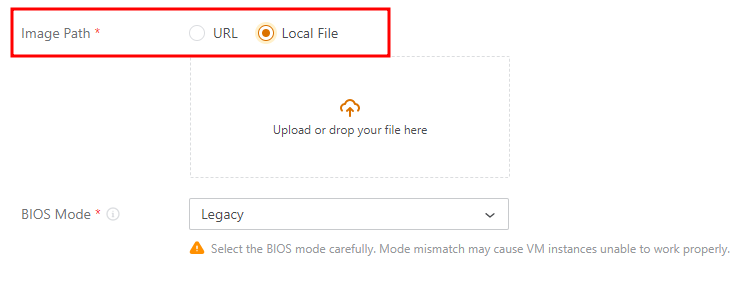 Image Path * URL Local File
Upload or drop your file here
BIOS Mode * Legacy
Select the BIOS mode carefully. Mode mismatch may cause VM instances unable to work properly.